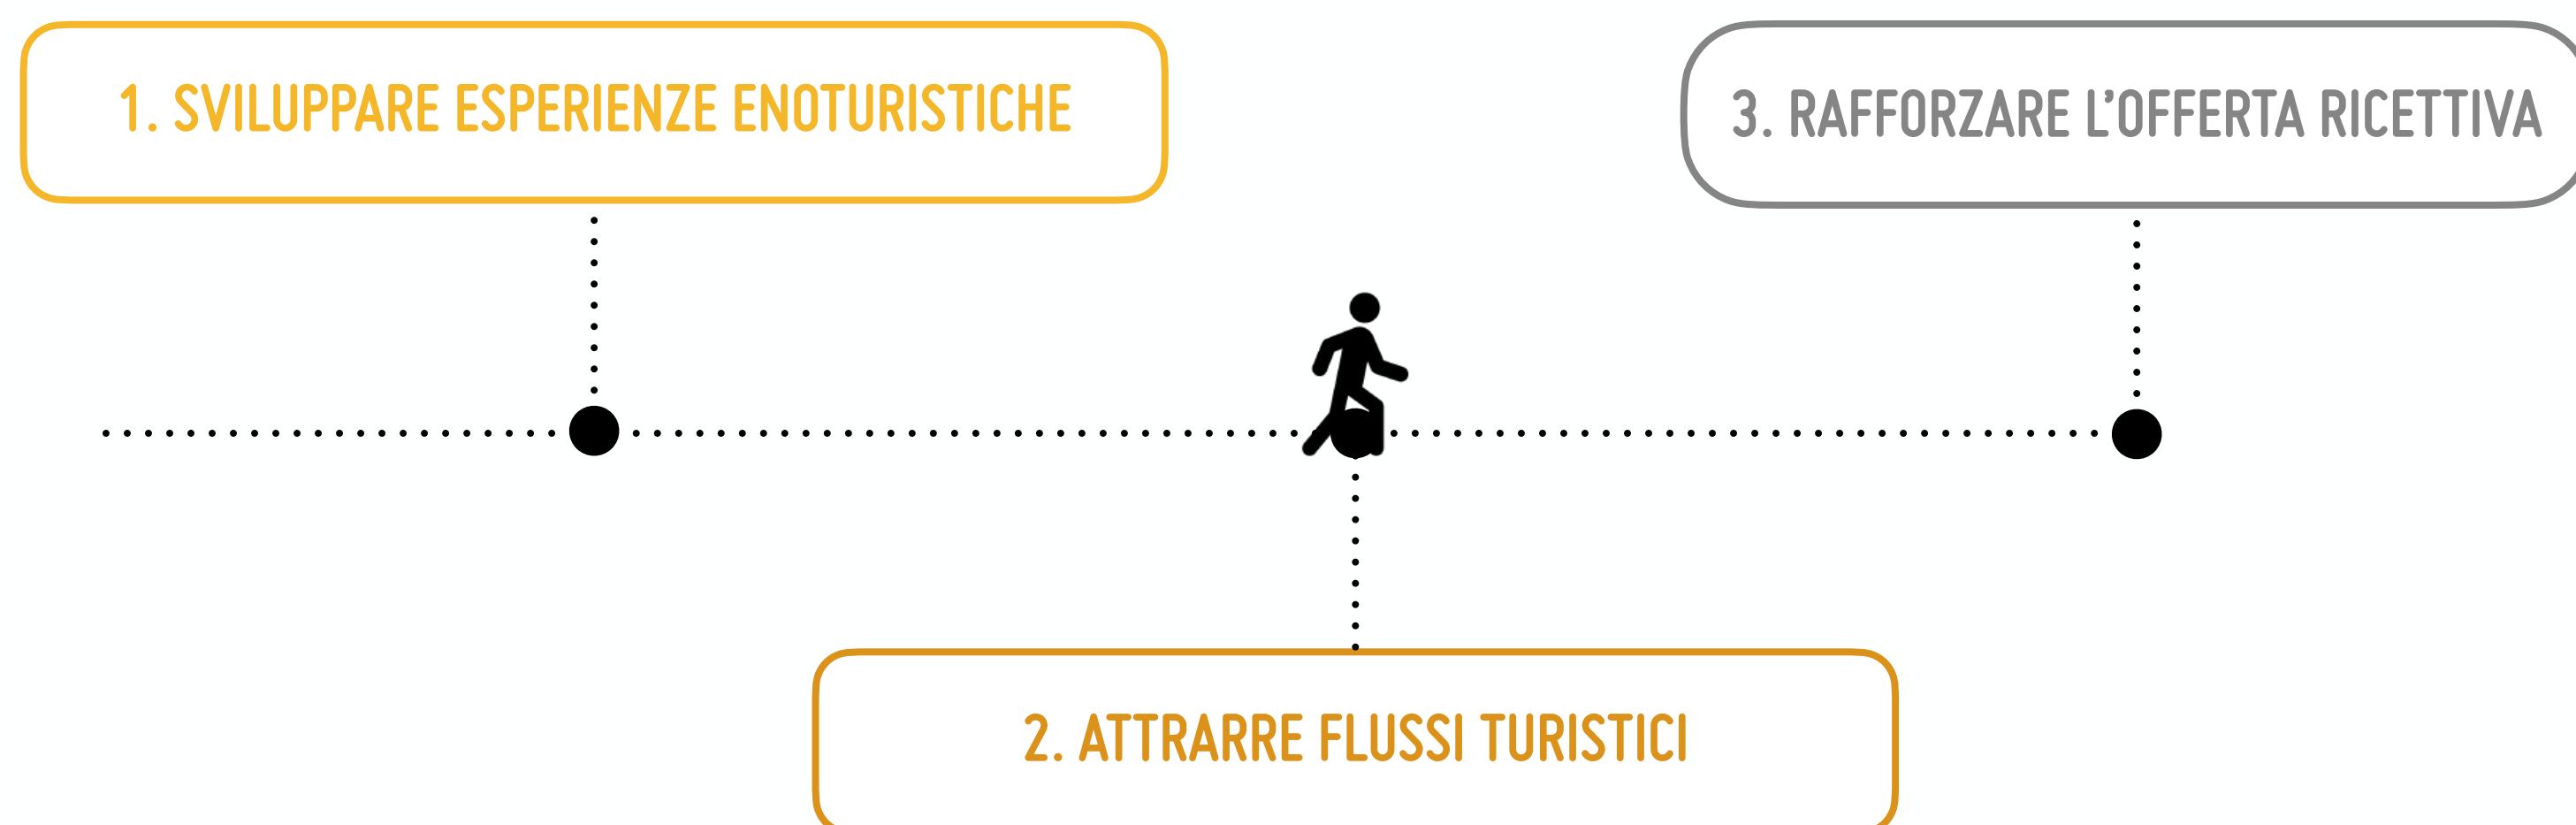 1. SVILUPPARE ESPERIENZE ENOTURISTICHE
3. RAFFORZARE L’OFFERTA RICETTIVA
2. ATTRARRE FLUSSI TURISTICI